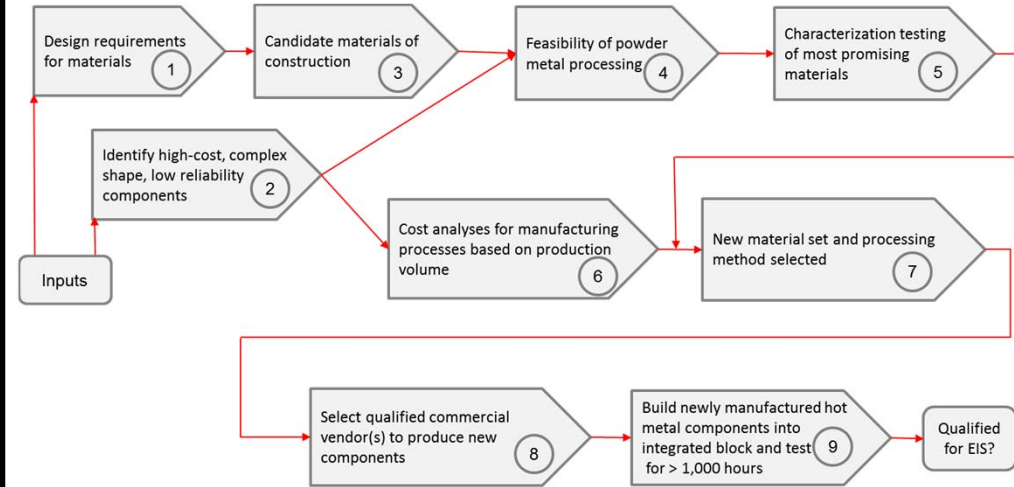 Design requirements
for materials
1
Candidate materials of
construction
3
Feasibility of powder
metal processing
4
Characterization testing
of most promising
materials
5
Identify high-cost, complex
shape, low reliability
components
2
Inputs
Cost analyses for manufacturing
processes based on production
volume
6
New material set and processing
method selected
7
Select qualified commercial
vendor(s) to produce new
components
8
Build newly manufactured hot
metal components into
integrated block and test
for > 1,000 hours
9
Qualified
for EIS?